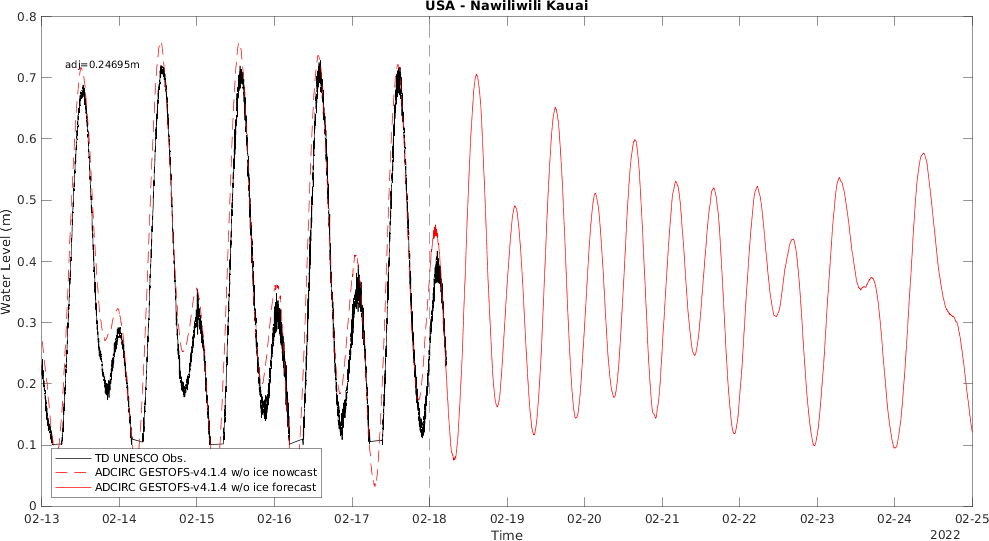 USA - Nawiliwili Kauai
adj=0.24695m
Water Level (m)
0.8
0.7
0.6
0.5
0.4
0.3
0.2
0.1
0
TD UNESCO Obs.
ADCIRC GESTOFS-v4.1.4 w/o ice nowcast
ADCIRC GESTOFS-v4.1.4 w/o ice forecast
02-13 02-14 02-15 02-16 02-17 02-18 02-19 02-20 02-21 02-22 02-23 02-24 02-25
Time
2022